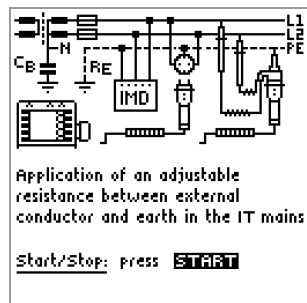 L1
L2
PE
N
CB
RE
IMD
Application of an adjustable
resistance between external
conductor and earth in the IT mains
Start/Stop: press START